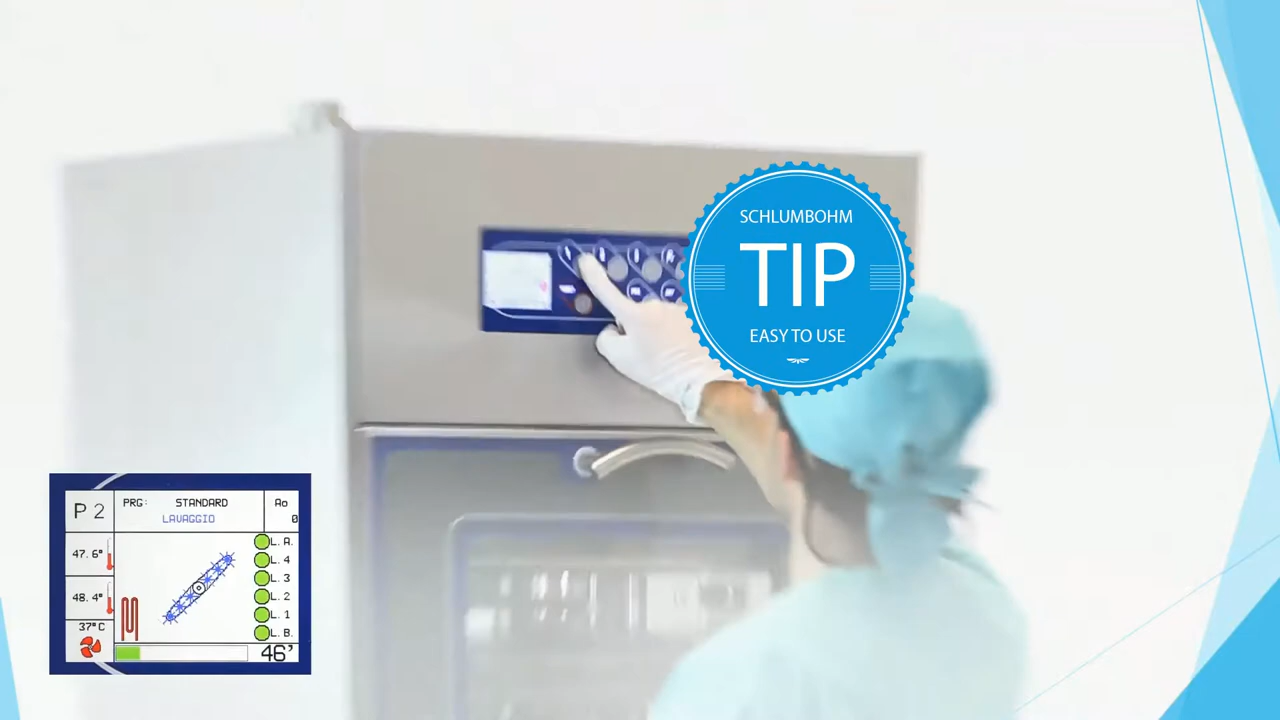 SCHLUMBOHM
TIP
EASY TO USE
P 2
PRG: STANDARD
LAVAGGIO
Ao
0
47.6°
48.4°
37°C
L. A.
L. 4
L. 3
L. 2
L. 1
L. B.
46'